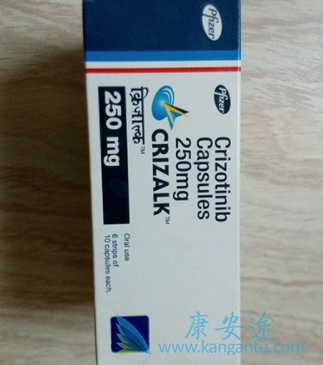 Pfizer
Pfizer
Crizotinib
Capsules
250mg
CRIZALK™
क्रिज़ाल्क™
250 mg
Oral use
6 strips of
10 capsules each.
康安途
www.kangantu.com